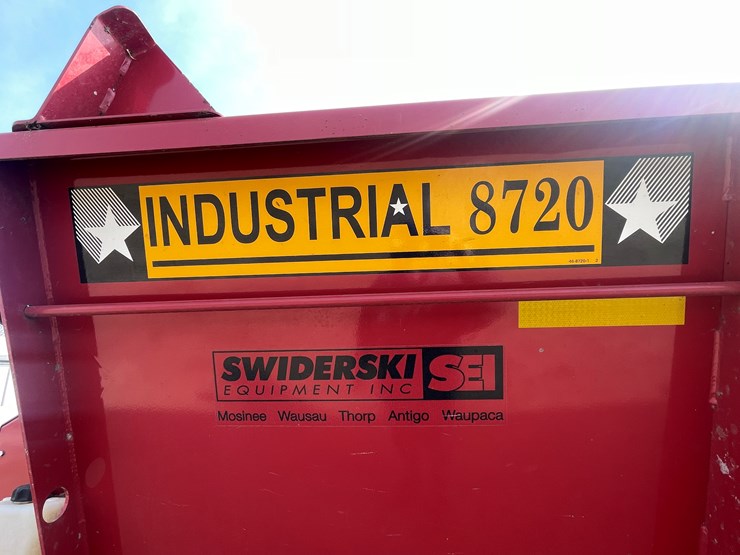 INDUSTRIAL 8720
SWIDERSKI SEI
EQUIPMENT INC
Mosinee Wausau Thorp Antigo Waupaca